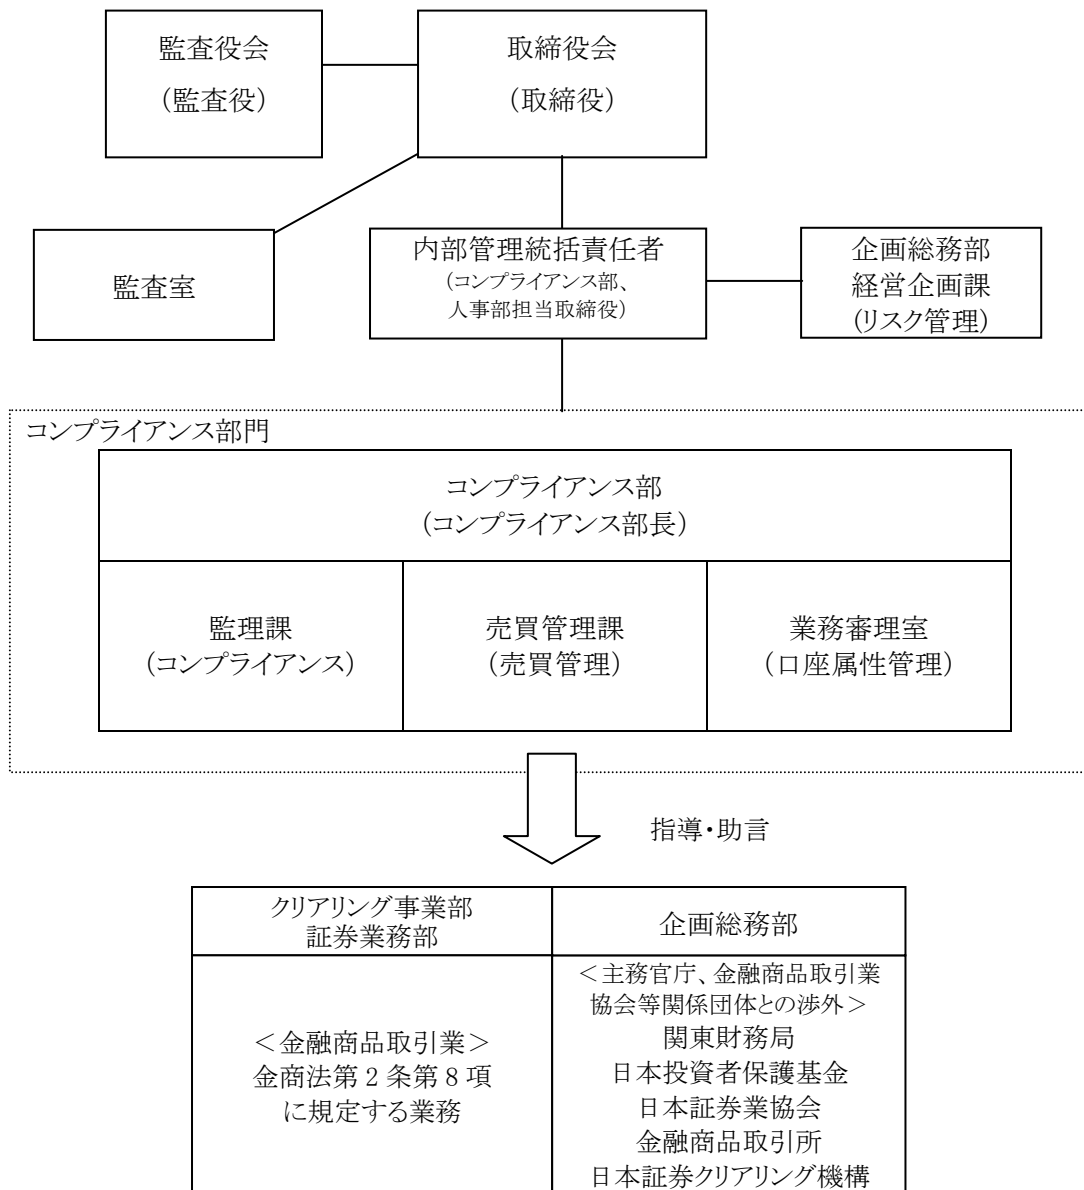 監査役会
（監査役）
取締役会
（取締役）
監査室
内部管理統括責任者
（コンプライアンス部、
人事部担当取締役）
企画総務部
経営企画課
(リスク管理）
コンプライアンス部門
コンプライアンス部
（コンプライアンス部長）
監理課
（コンプライアンス）
売買管理課
（売買管理）
業務審理室
（口座属性管理）
指導・助言
クリアリング事業部
証券業務部
企画総務部
＜金融商品取引業＞
金商法第２条第８項
に規定する業務
＜主務官庁、金融商品取引業
協会等関係団体との渉外＞
関東財務局
日本投資者保護基金
日本証券業協会
金融商品取引所
日本証券クリアリング機構